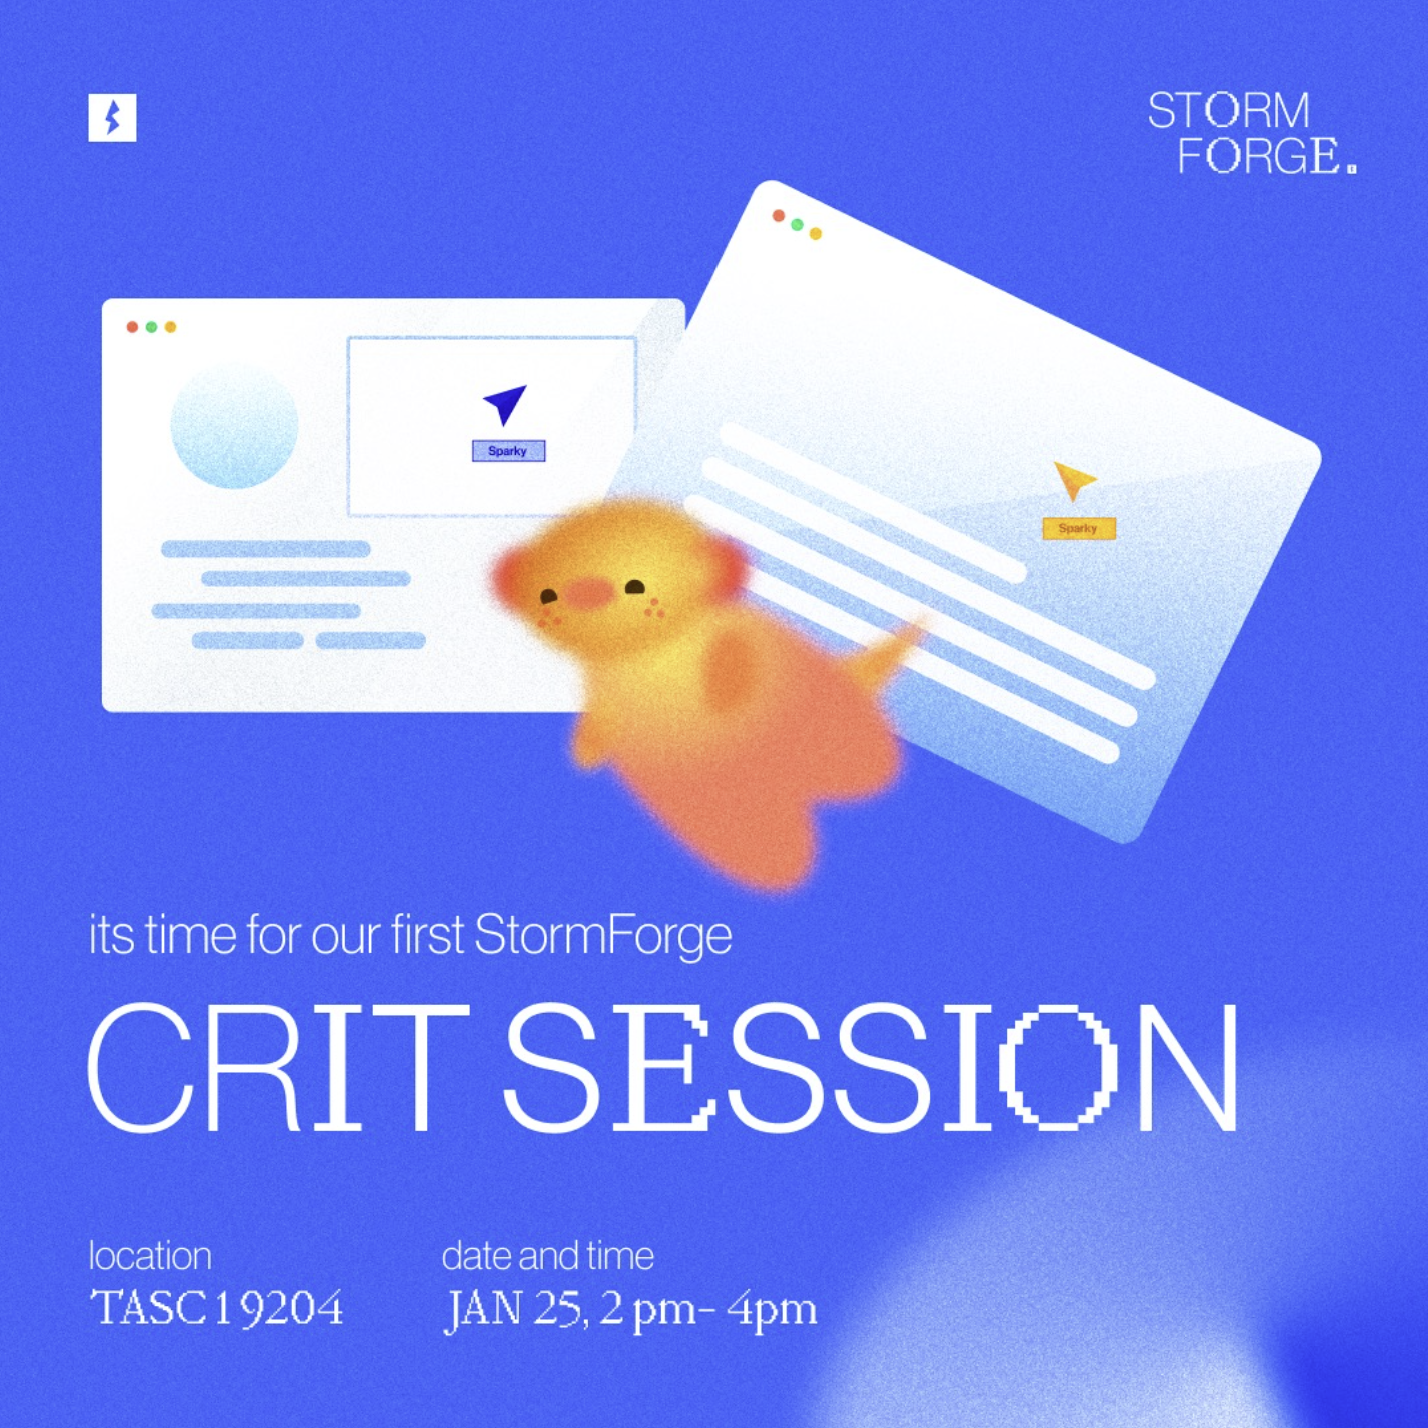 STORM
FORGE.
Sparky
Sparky
its time for our first StormForge
CRIT SESSION
location
TASC 1 9204
date and time
JAN 25, 2 pm- 4pm